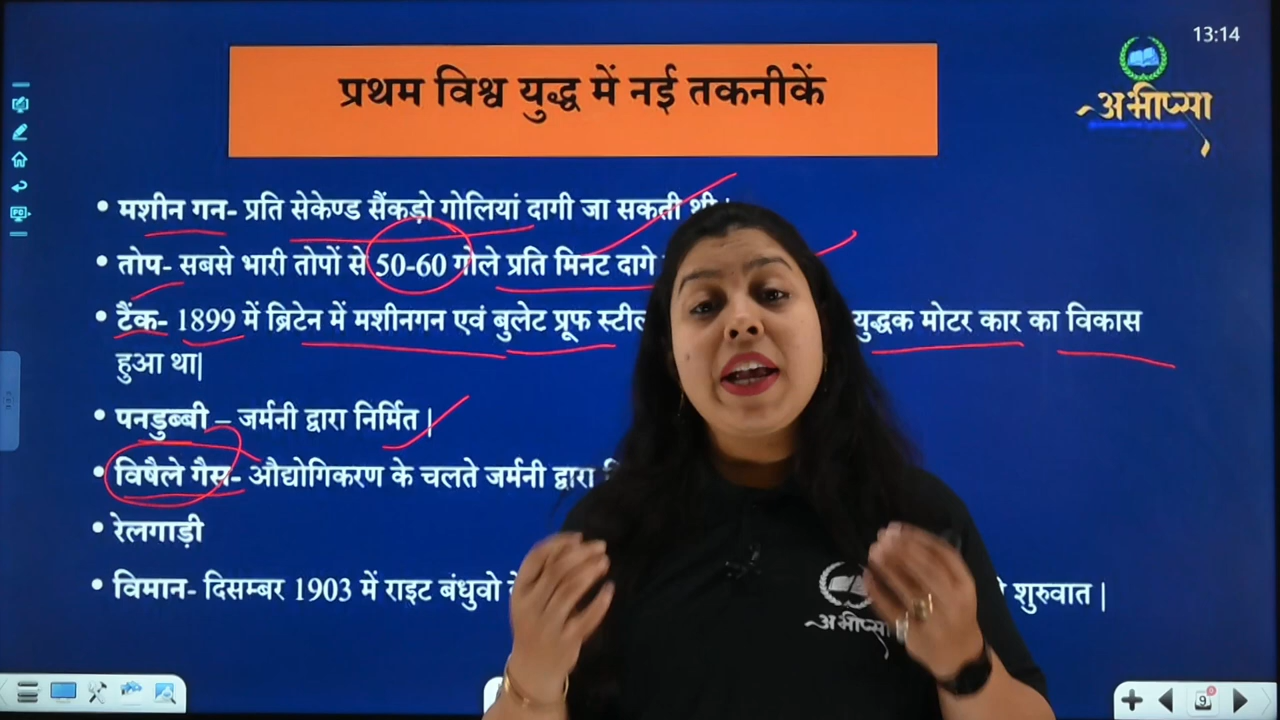 13:14
प्रथम विश्व युद्ध में नई तकनीकें
अभीप्सा
• मशीन गन- प्रति सेकेण्ड सैंकड़ो गोलियां दागी जा सकती थी |
• तोप- सबसे भारी तोपों से 50-60 गोले प्रति मिनट दागे
• टैंक- 1899 में ब्रिटेन में मशीनगन एवं बुलेट प्रूफ स्टील युद्धक मोटर कार का विकास
हुआ था|
• पनडुब्बी – जर्मनी द्वारा निर्मित |
• विषैले गैस- औद्योगिकरण के चलते जर्मनी द्वारा
• रेलगाड़ी
• विमान- दिसम्बर 1903 में राइट बंधुवो शुरुवात |
अभीप्सा
9